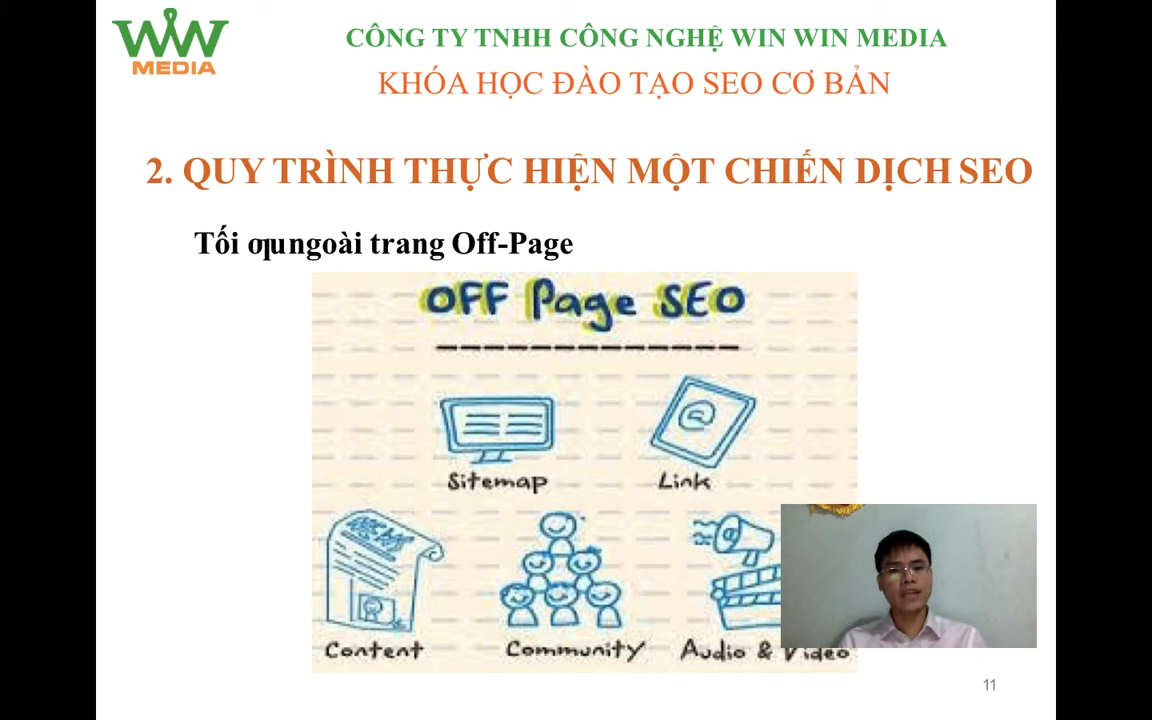 WW
MEDIA
CÔNG TY TNHH CÔNG NGHỆ WIN WIN MEDIA
KHÓA HỌC ĐÀO TẠO SEO CƠ BẢN
2. QUY TRÌNH THỰC HIỆN MỘT CHIẾN DỊCH SEO
Tối ưu ngoài trang Off-Page
OFF Page SEO
Sitemap Link
Content Community Audio & Video
11